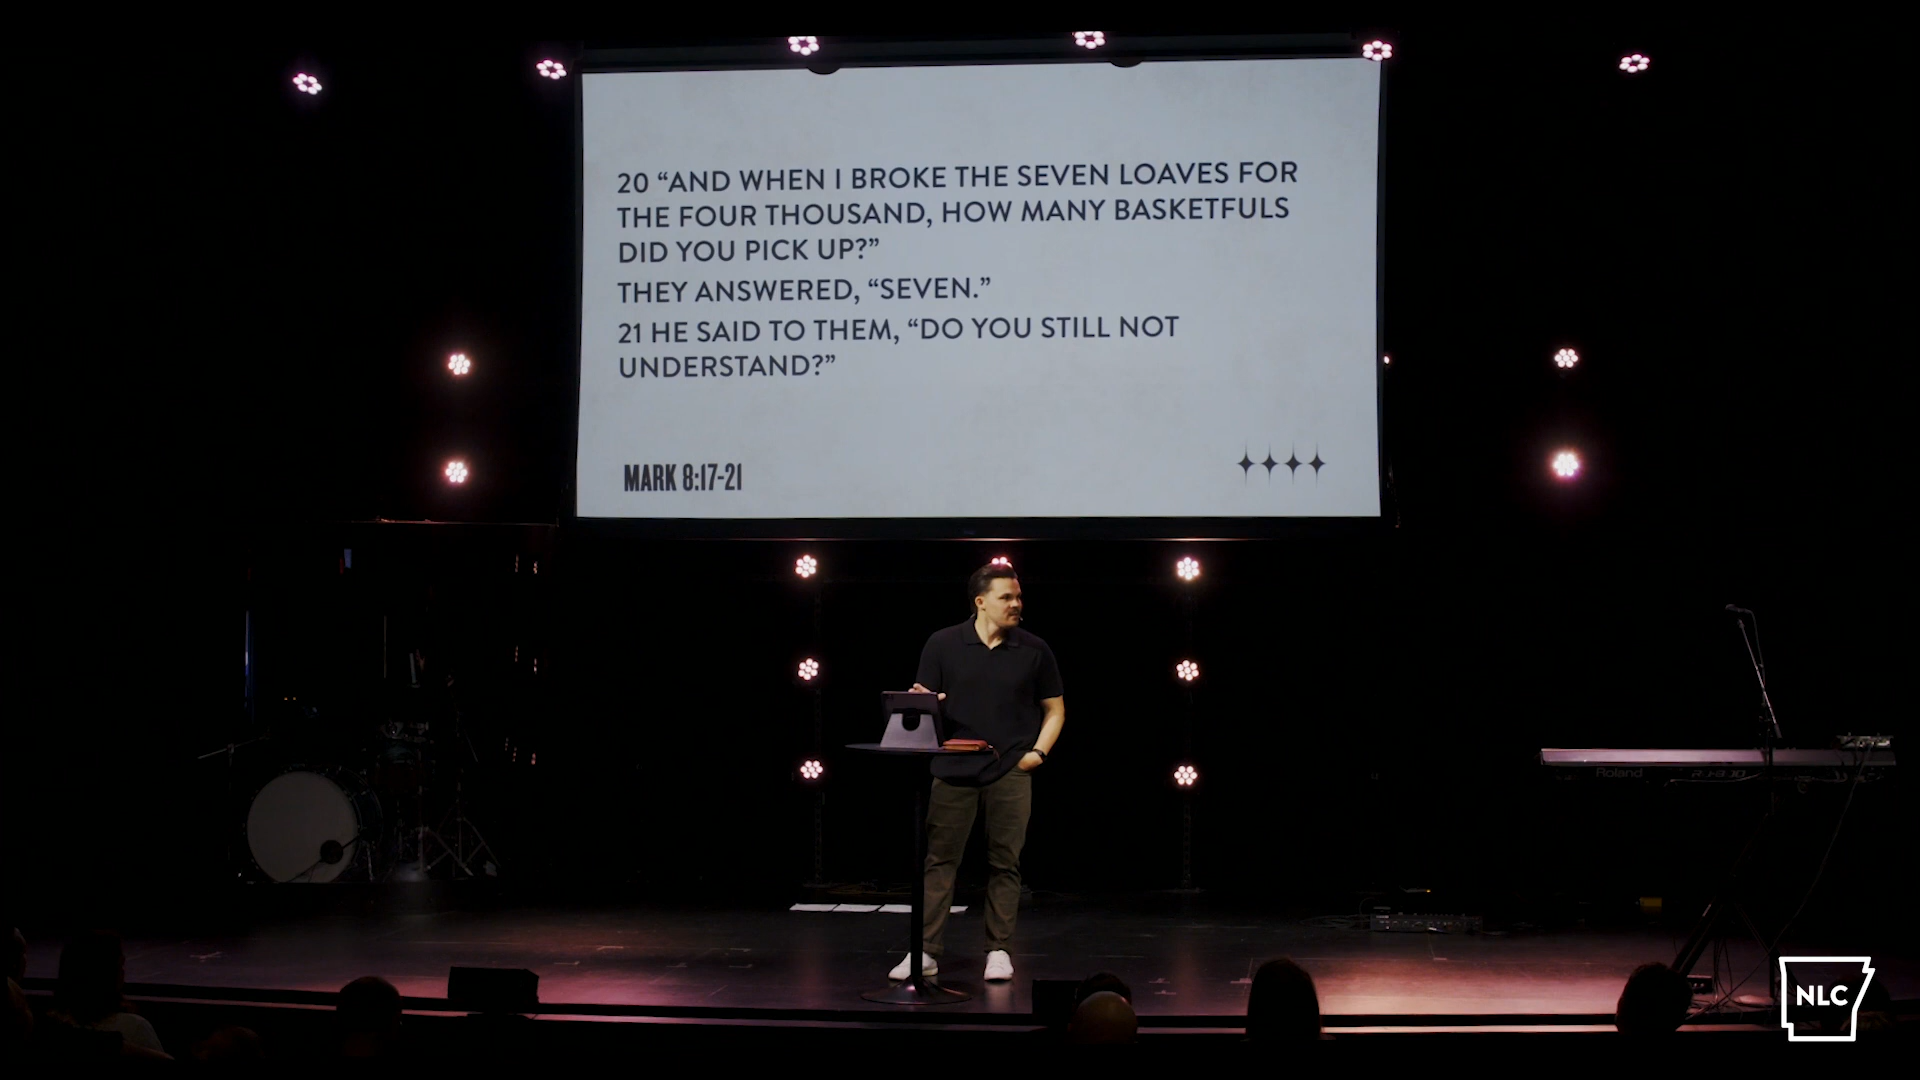 20 “AND WHEN I BROKE THE SEVEN LOAVES FOR
THE FOUR THOUSAND, HOW MANY BASKETFULS
DID YOU PICK UP?”
THEY ANSWERED, “SEVEN.”
21 HE SAID TO THEM, “DO YOU STILL NOT
UNDERSTAND?”
MARK 8:17-21
Roland
NLC